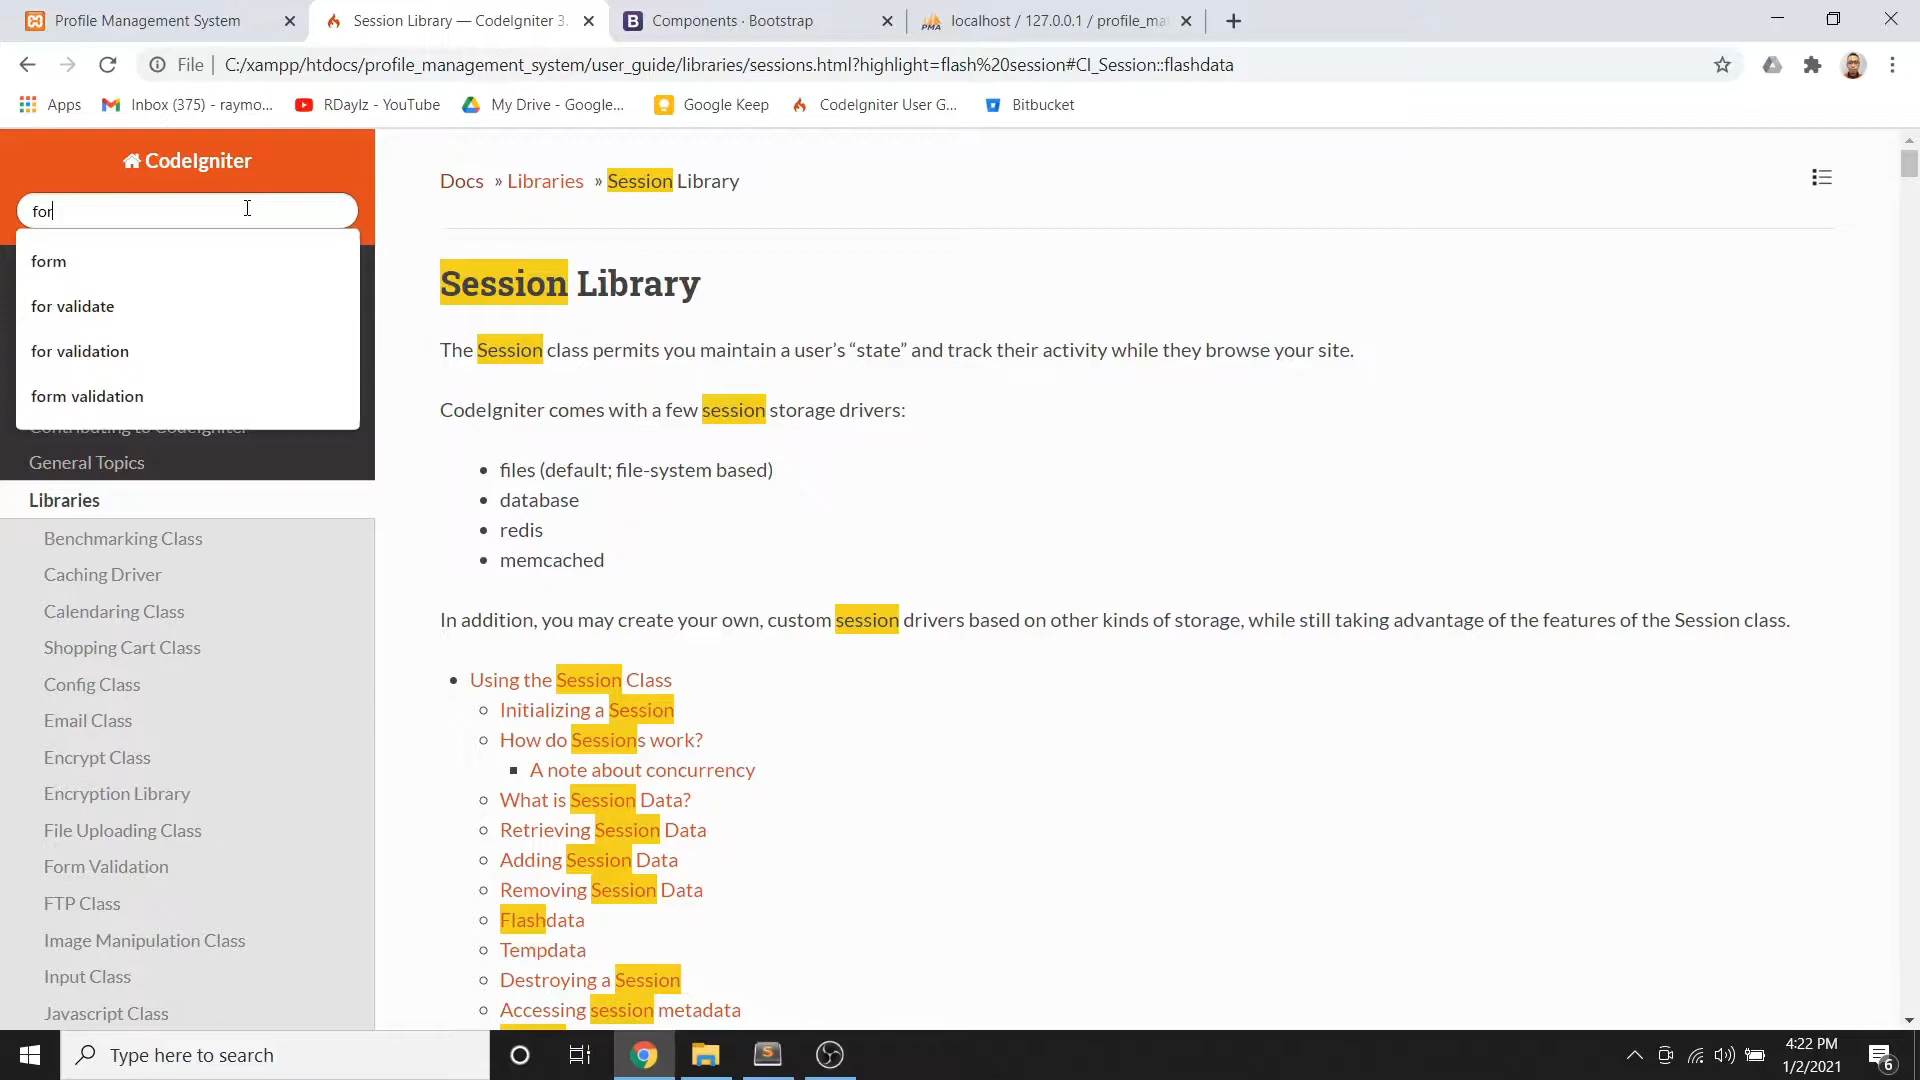 Profile Management System
Session Library — CodeIgniter 3.
Components · Bootstrap
localhost / 127.0.0.1 / profile_ma
File
C:/xampp/htdocs/profile_management_system/user_guide/libraries/sessions.html?highlight=flash%20session#CI_Session::flashdata
Apps
Inbox (375) - raymo...
RDaylz - YouTube
My Drive - Google...
Google Keep
CodeIgniter User G...
Bitbucket
CodeIgniter
for
form
for validate
for validation
form validation
Contributing to CodeIgniter
General Topics
Libraries
Benchmarking Class
Caching Driver
Calendaring Class
Shopping Cart Class
Config Class
Email Class
Encrypt Class
Encryption Library
File Uploading Class
Form Validation
FTP Class
Image Manipulation Class
Input Class
Javascript Class
Docs » Libraries » Session Library
Session Library
The Session class permits you maintain a user’s “state” and track their activity while they browse your site.
CodeIgniter comes with a few session storage drivers:
files (default; file-system based)
database
redis
memcached
In addition, you may create your own, custom session drivers based on other kinds of storage, while still taking advantage of the features of the Session class.
Using the Session Class
Initializing a Session
How do Sessions work?
A note about concurrency
What is Session Data?
Retrieving Session Data
Adding Session Data
Removing Session Data
Flashdata
Tempdata
Destroying a Session
Accessing session metadata
Type here to search
4:22 PM
1/2/2021
6